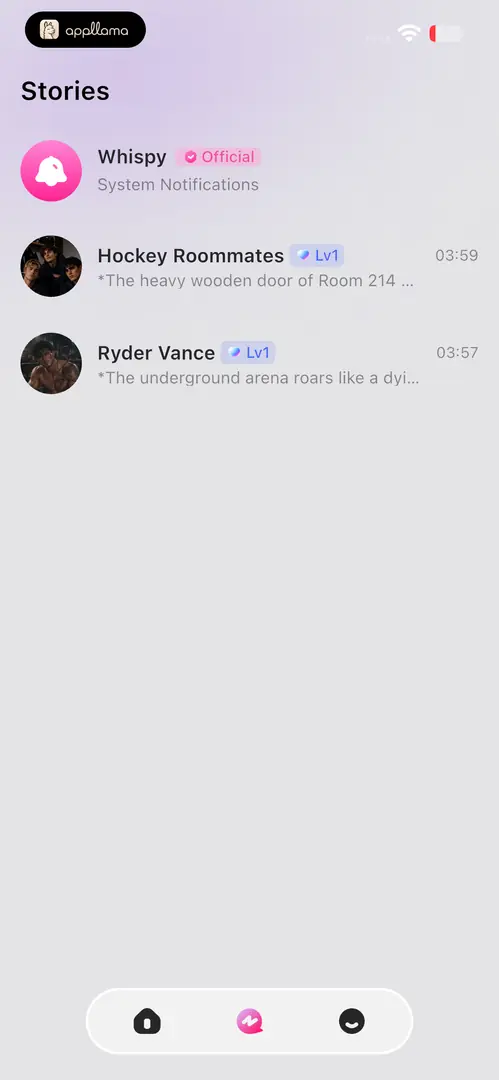 appllama
Stories
Whispy Official
System Notifications
Hockey Roommates Lv1 03:59
*The heavy wooden door of Room 214 ...
Ryder Vance Lv1 03:57
*The underground arena roars like a dyi...